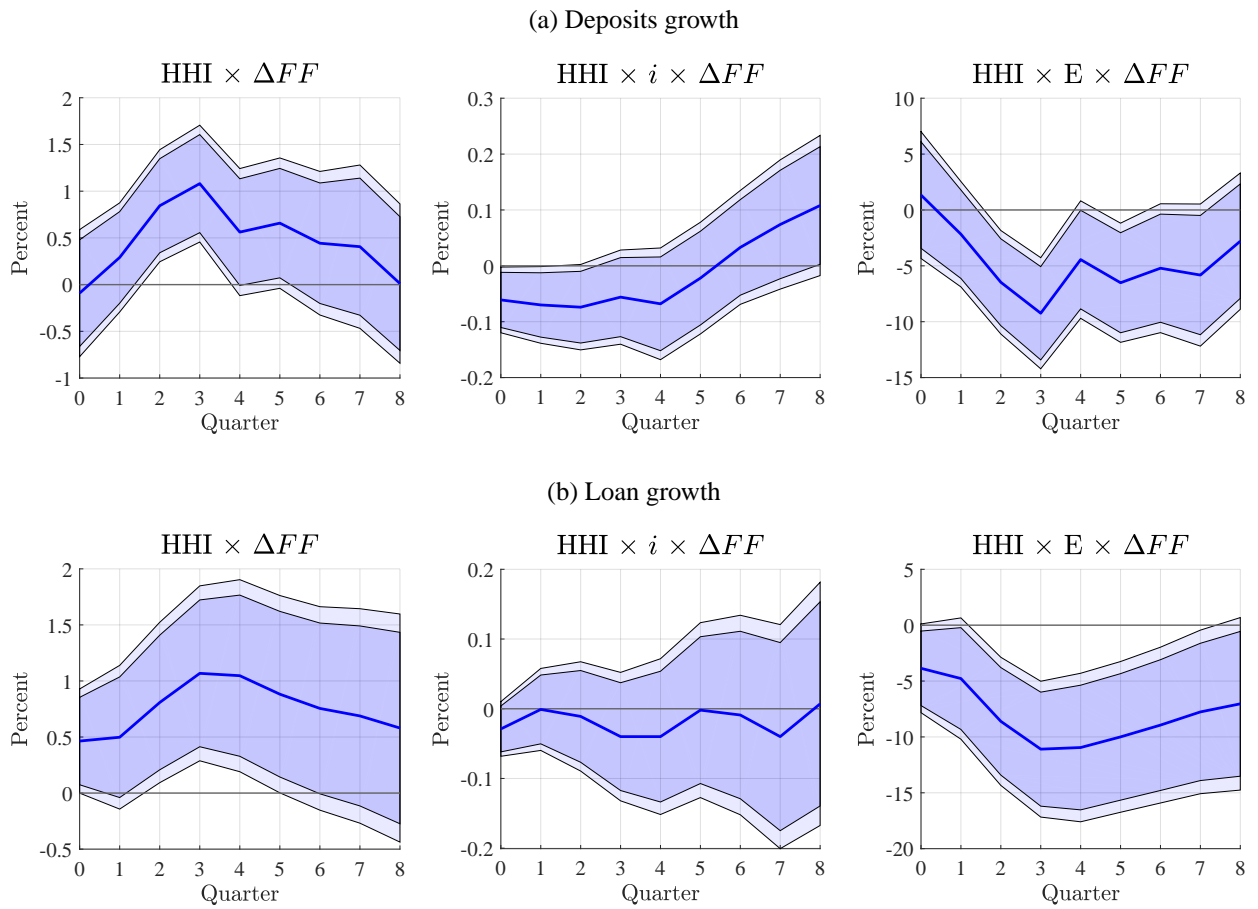 (a) Deposits growth
HHI × ΔFF
HHI × i × ΔFF
HHI × E × ΔFF
Percent
2
1.5
1
0.5
0
-0.5
-1
0 1 2 3 4 5 6 7 8
Quarter
Percent
0.3
0.2
0.1
0
-0.1
-0.2
0 1 2 3 4 5 6 7 8
Quarter
Percent
10
5
0
-5
-10
-15
0 1 2 3 4 5 6 7 8
Quarter
(b) Loan growth
HHI × ΔFF
HHI × i × ΔFF
HHI × E × ΔFF
Percent
2
1.5
1
0.5
0
-0.5
0 1 2 3 4 5 6 7 8
Quarter
Percent
0.2
0.1
0
-0.1
-0.2
0 1 2 3 4 5 6 7 8
Quarter
Percent
5
0
-5
-10
-15
-20
0 1 2 3 4 5 6 7 8
Quarter